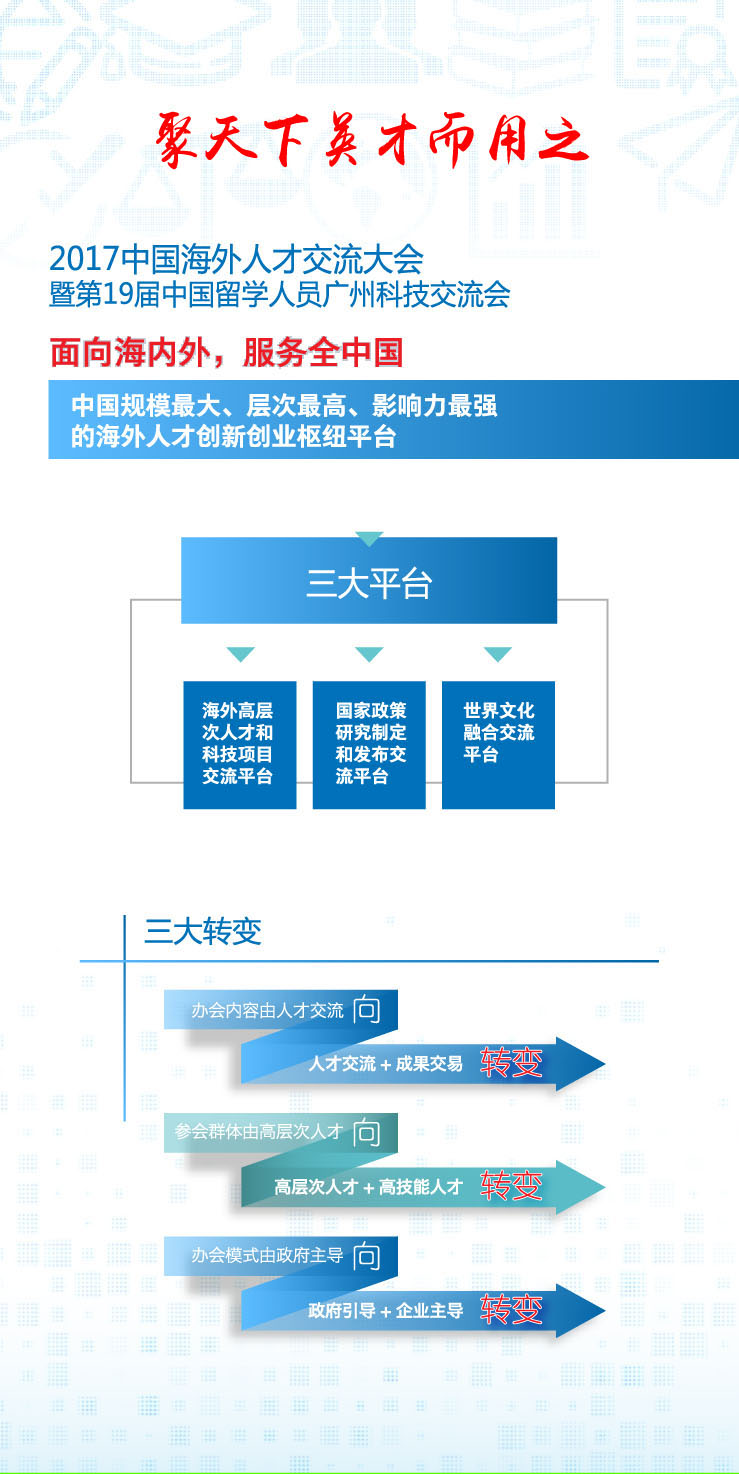 聚天下英才而用之
2017中国海外人才交流大会
暨第19届中国留学人员广州科技交流会
面向海内外，服务全中国
中国规模最大、层次最高、影响力最强
的海外人才创新创业枢纽平台
三大平台
海外高层
次人才和
科技项目
交流平台
国家政策
研究制定
和发布交
流平台
世界文化
融合交流
平台
三大转变
办会内容由人才交流 向
人才交流 + 成果交易 转变
参会群体由高层次人才 向
高层次人才 + 高技能人才 转变
办会模式由政府主导 向
政府引导 + 企业主导 转变